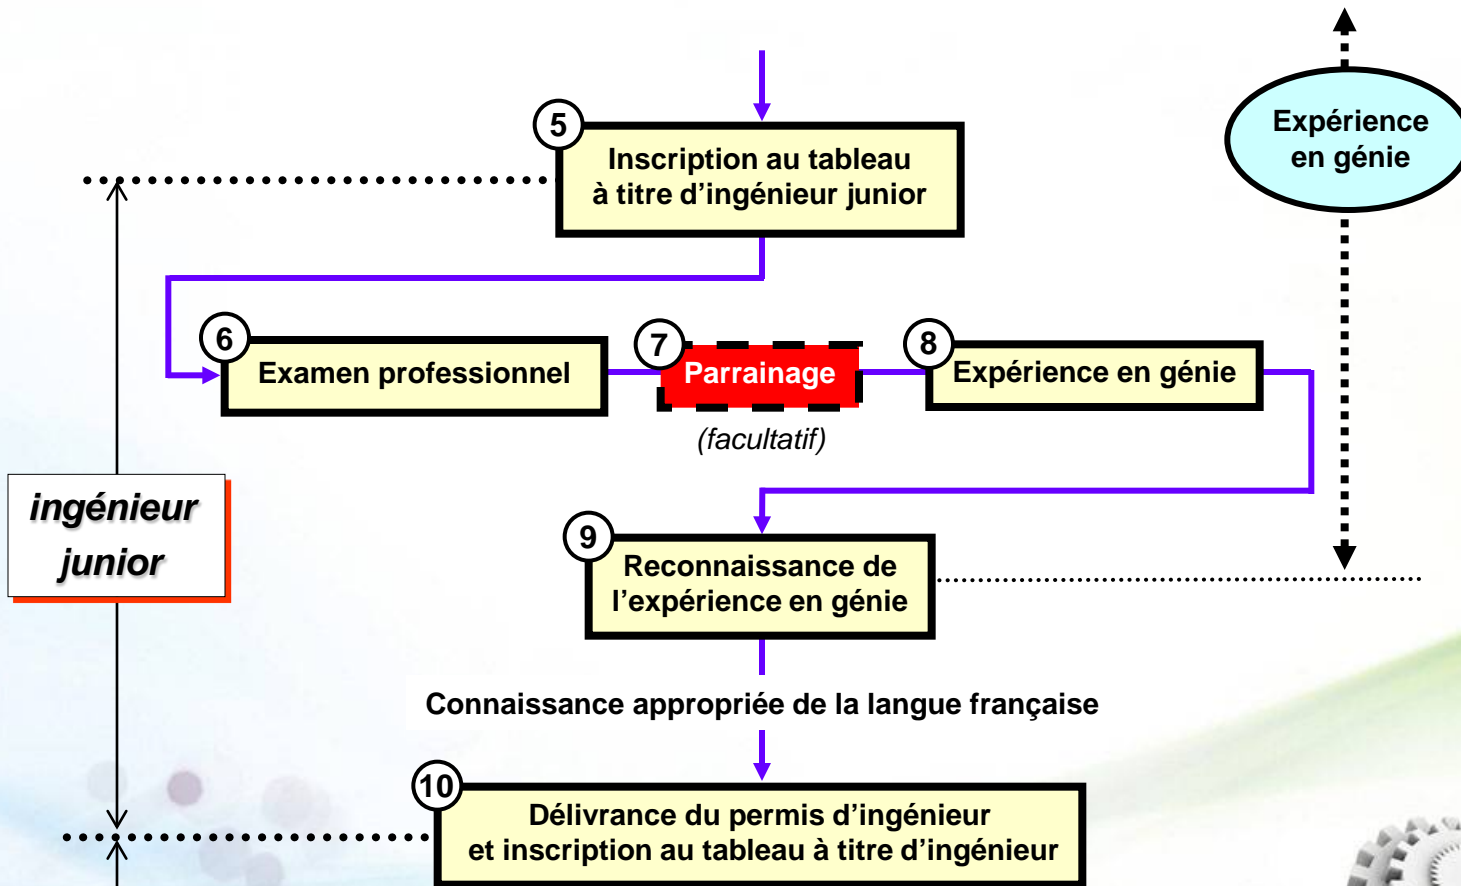 5
Inscription au tableau
à titre d’ingénieur junior
Expérience
en génie
6
Examen professionnel
7
Parrainage
(facultatif)
8
Expérience en génie
ingénieur
junior
9
Reconnaissance de
l’expérience en génie
Connaissance appropriée de la langue française
10
Délivrance du permis d’ingénieur
et inscription au tableau à titre d’ingénieur